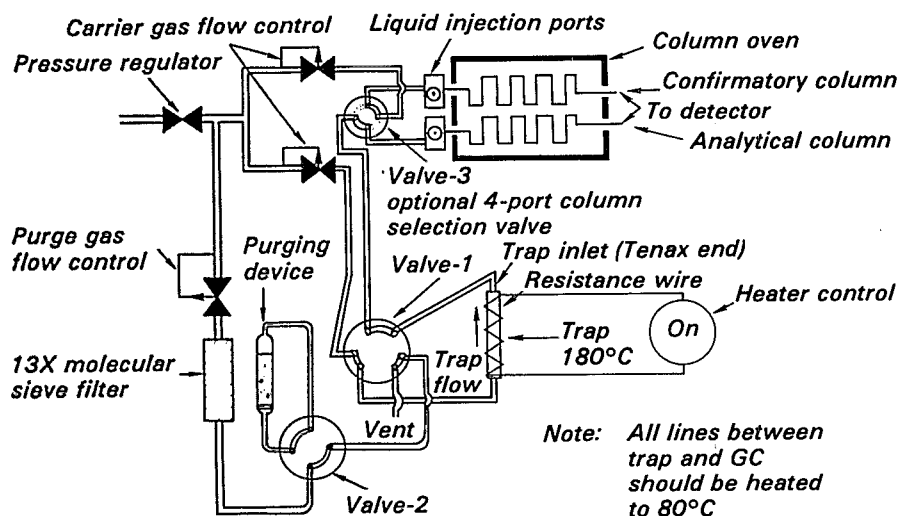 Carrier gas flow control
Pressure regulator
Liquid injection ports
Column oven
Confirmatory column
To detector
Analytical column
Valve-3
optional 4-port column
selection valve
Purge gas
flow control
Purging
device
Valve-1
Trap inlet (Tenax end)
Resistance wire
Heater control
On
Trap
180°C
Trap
flow
13X molecular
sieve filter
Vent
Valve-2
Note: All lines between
trap and GC
should be heated
to 80°C